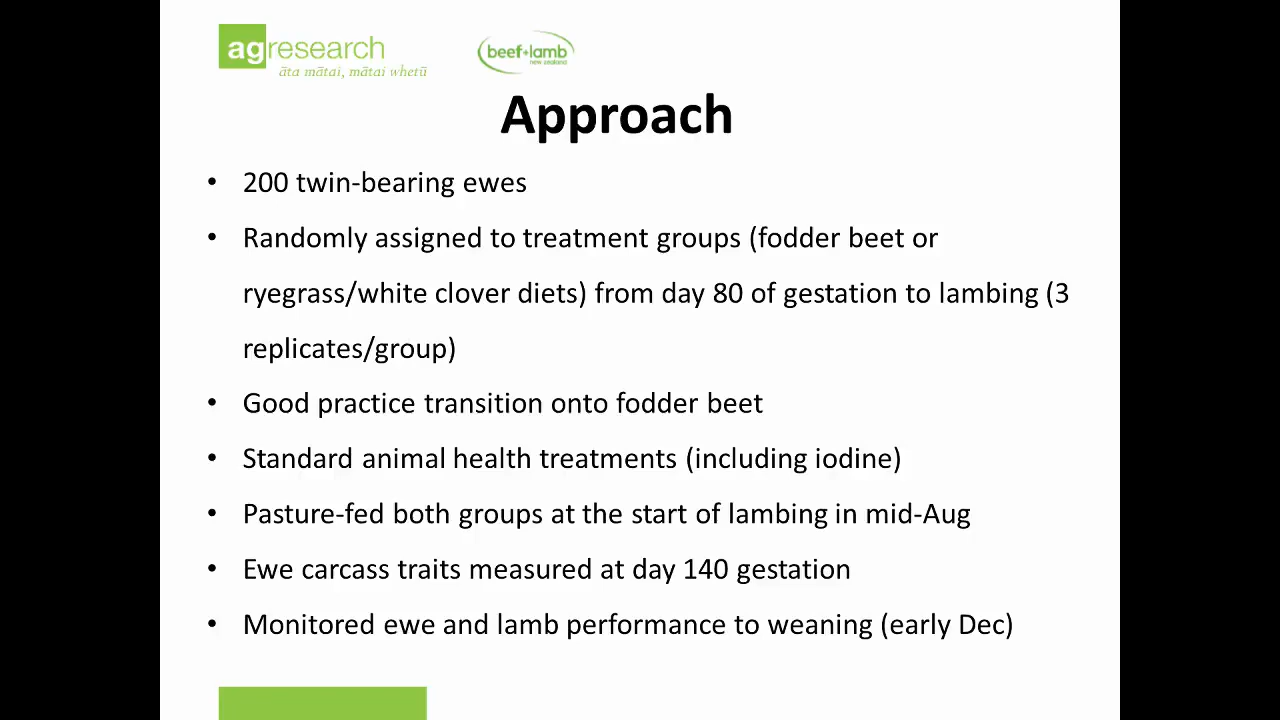 agresearch
āta mātai, mātai whetū
beef+lamb
new zealand
Approach
• 200 twin-bearing ewes
• Randomly assigned to treatment groups (fodder beet or
ryegrass/white clover diets) from day 80 of gestation to lambing (3
replicates/group)
• Good practice transition onto fodder beet
• Standard animal health treatments (including iodine)
• Pasture-fed both groups at the start of lambing in mid-Aug
• Ewe carcass traits measured at day 140 gestation
• Monitored ewe and lamb performance to weaning (early Dec)